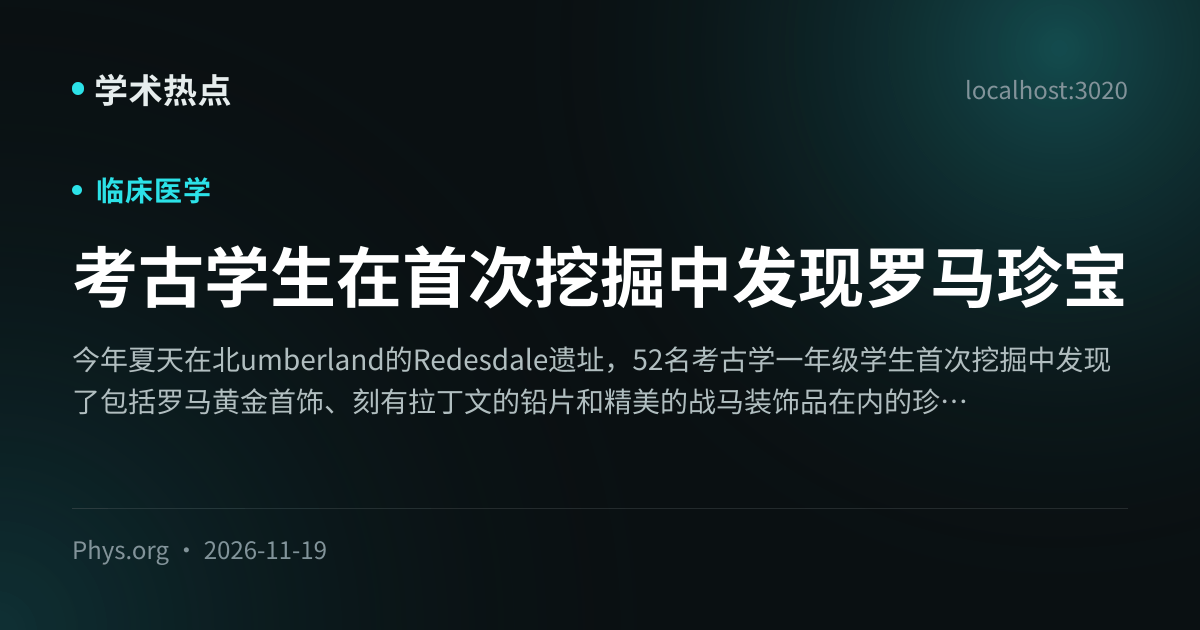 学术热点
localhost:3020
临床医学
考古学生在首次挖掘中发现罗马珍宝
今年夏天在北umberland的Redesdale遗址，52名考古学一年级学生首次挖掘中发现
了包括罗马黄金首饰、刻有拉丁文的铅片和精美的战马装饰品在内的珍…
Phys.org · 2026-11-19